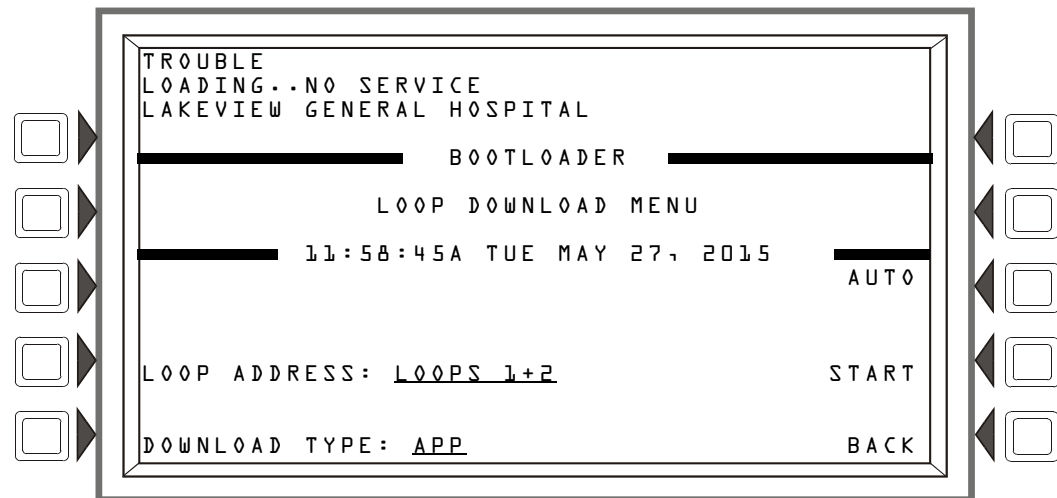 TROUBLE
LOADING..NO SERVICE
LAKEVIEW GENERAL HOSPITAL
BOOTLOADER
LOOP DOWNLOAD MENU
11:58:45A TUE MAY 27, 2015
AUTO
LOOP ADDRESS: LOOPS 1+2 START
DOWNLOAD TYPE: APP BACK